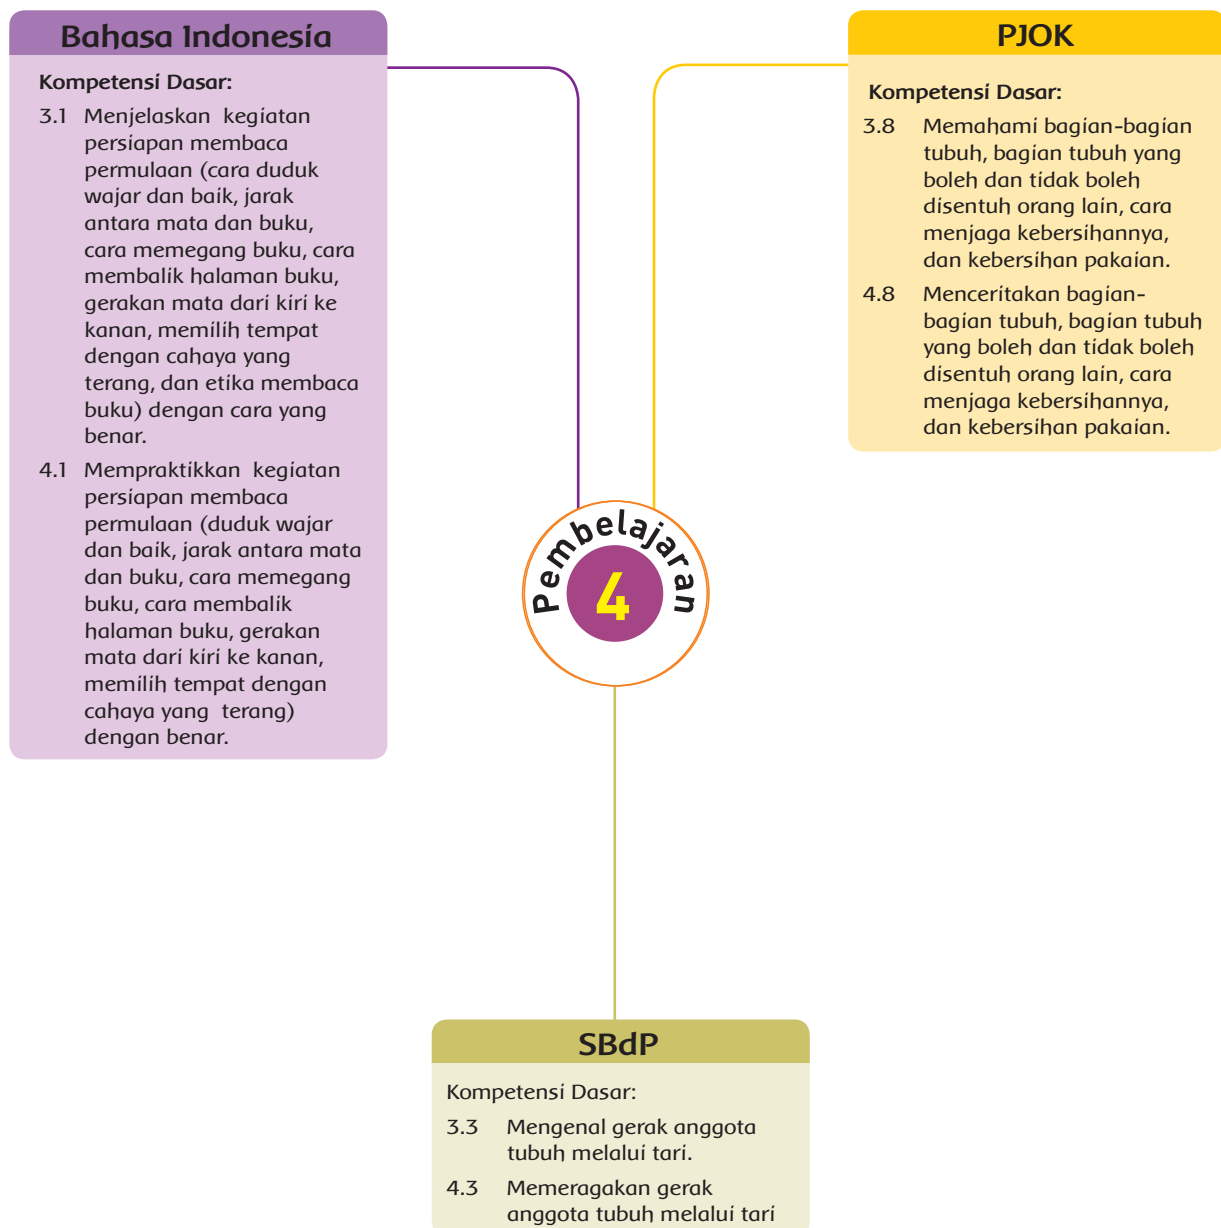 Bahasa Indonesia
Kompetensi Dasar:
3.1 Menjelaskan kegiatan
persiapan membaca
permulaan (cara duduk
wajar dan baik, jarak
antara mata dan buku,
cara memegang buku, cara
membalik halaman buku,
gerakan mata dari kiri ke
kanan, memilih tempat
dengan cahaya yang
terang, dan etika membaca
buku) dengan cara yang
benar.
4.1 Mempraktikkan kegiatan
persiapan membaca
permulaan (duduk wajar
dan baik, jarak antara mata
dan buku, cara memegang
buku, cara membalik
halaman buku, gerakan
mata dari kiri ke kanan,
memilih tempat dengan
cahaya yang terang)
dengan benar.
PJOK
Kompetensi Dasar:
3.8 Memahami bagian-bagian
tubuh, bagian tubuh yang
boleh dan tidak boleh
disentuh orang lain, cara
menjaga kebersihannya,
dan kebersihan pakaian.
4.8 Menceritakan bagian-
bagian tubuh, bagian tubuh
yang boleh dan tidak boleh
disentuh orang lain, cara
menjaga kebersihannya,
dan kebersihan pakaian.
Pembelajaran
4
SBdP
Kompetensi Dasar:
3.3 Mengenal gerak anggota
tubuh melalui tari.
4.3 Memeragakan gerak
anggota tubuh melalui tari